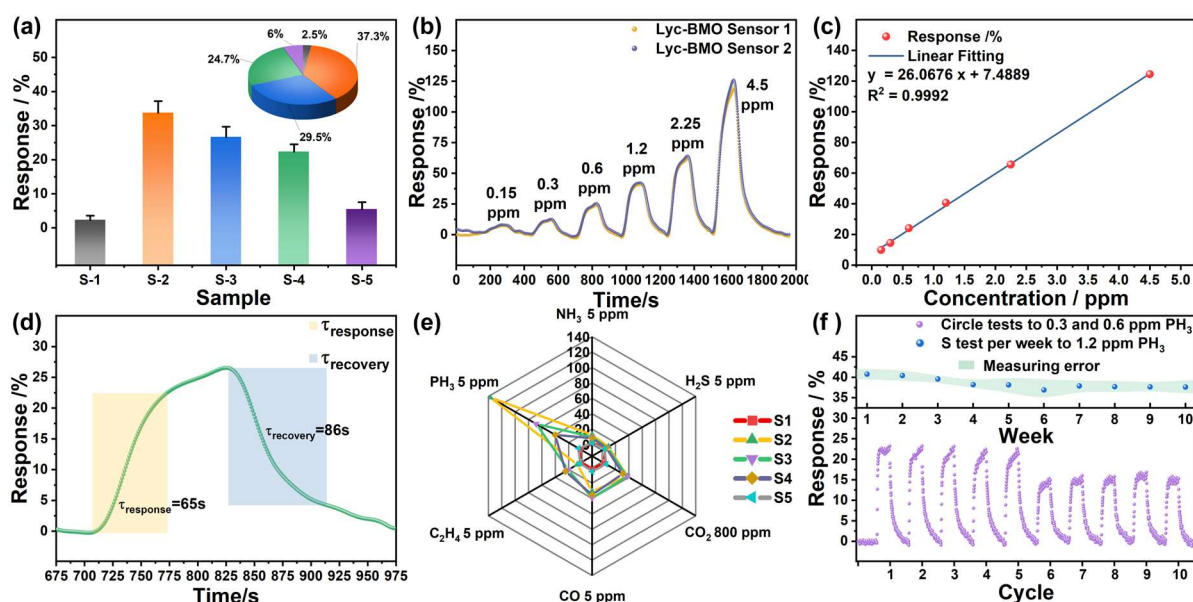 (a)
Response /%
50
40
30
20
10
0
S-1 S-2 S-3 S-4 S-5
Sample
6% 2.5% 37.3%
24.7%
29.5%
(b)
Response /%
150
125
100
75
50
25
0
-25
Lyc-BMO Sensor 1
Lyc-BMO Sensor 2
0.15 ppm
0.3 ppm
0.6 ppm
1.2 ppm
2.25 ppm
4.5 ppm
0 200 400 600 800 1000 1200 1400 1600 1800 2000
Time/s
(c)
Response /%
140
120
100
80
60
40
20
0
Response /%
Linear Fitting
y = 26.0676 x + 7.4889
R² = 0.9992
0.0 0.5 1.0 1.5 2.0 2.5 3.0 3.5 4.0 4.5 5.0
Concentration / ppm
(d)
Response /%
30
25
20
15
10
5
0
τresponse
τrecovery
τrecovery=86s
τresponse=65s
675 700 725 750 775 800 825 850 875 900 925 950 975
Time/s
(e)
NH₃ 5 ppm
H₂S 5 ppm
CO₂ 800 ppm
CO 5 ppm
C₂H₄ 5 ppm
PH₃ 5 ppm
140
120
100
80
60
40
20
0
S1
S2
S3
S4
S5
(f)
Circle tests to 0.3 and 0.6 ppm PH₃
S test per week to 1.2 ppm PH₃
Measuring error
Response / %
45
40
35
1 2 3 4 5 6 7 8 9 10
Week
30
25
20
15
10
5
0
1 2 3 4 5 6 7 8 9 10
Cycle